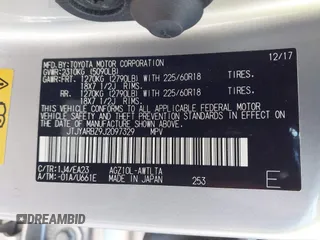 MFD. BY:TOYOTA MOTOR CORPORATION 12/17
GVWR:2310KG (5090LB)
GAWR:FRT. 1270KG (2790LB) WITH 225/60R18 TIRES,
18X7 1/2J RIMS.
RR. 1270KG (2790LB) WITH 225/60R18 TIRES,
18X7 1/2J RIMS.
THIS VEHICLE CONFORMS TO ALL APPLICABLE FEDERAL
MOTOR VEHICLE SAFETY AND
THEFT PREVENTION STANDARDS IN EFFECT ON THE
DATE OF MANUFACTURE SHOWN ABOVE.
JTJYARBZ9J2097329 MPV
C/TR:1J4/EA23 AGZ10L-AWTLTA
A/TM:-01A/U661E MADE IN JAPAN 253 E
DREAMBID